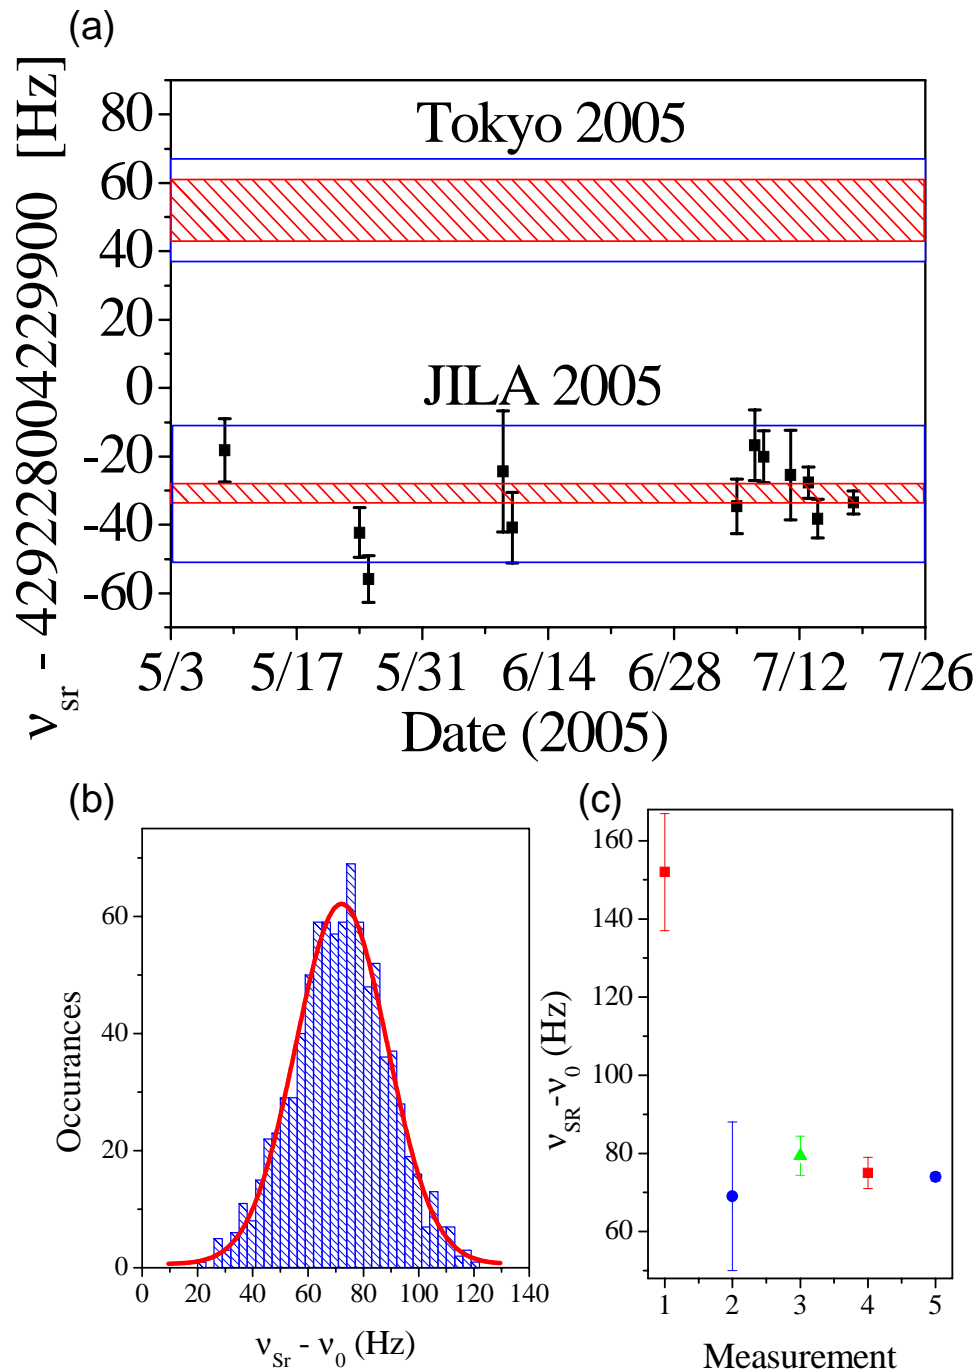 (a)
ν_sr - 429228004229900 [Hz]
80
60
40
20
0
-20
-40
-60
Tokyo 2005
JILA 2005
5/3 5/17 5/31 6/14 6/28 7/12 7/26
Date (2005)
(b)
Occurances
60
40
20
0
0 20 40 60 80 100 120 140
ν_Sr - ν_0 (Hz)
(c)
ν_SR - ν_0 (Hz)
160
140
120
100
80
60
1 2 3 4 5
Measurement